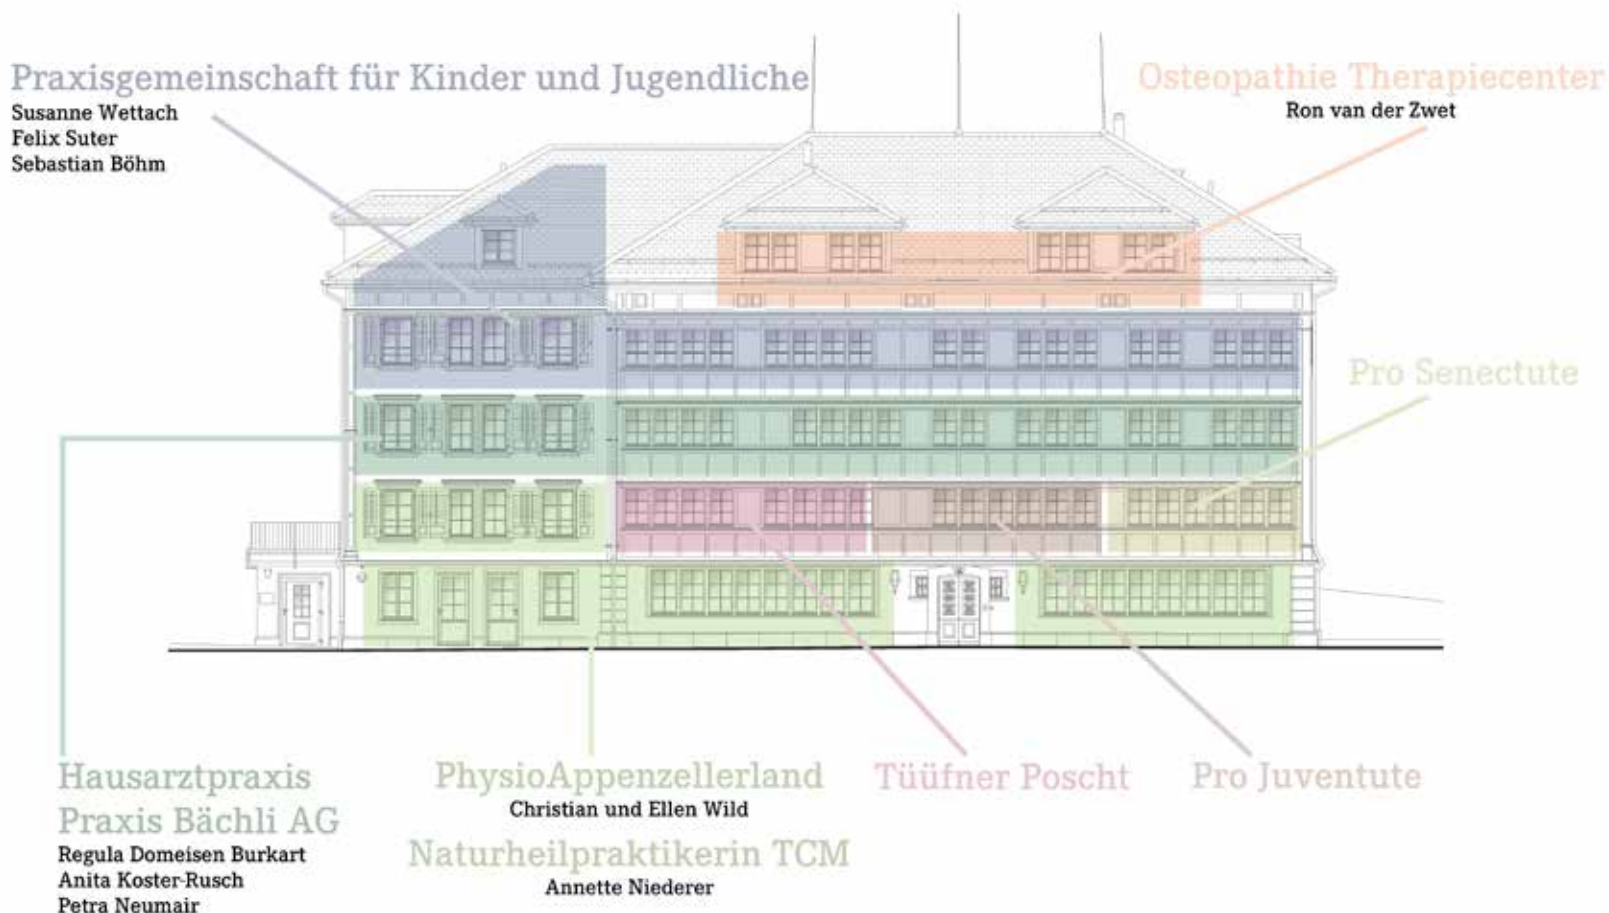 Praxisgemeinschaft für Kinder und Jugendliche
Susanne Wettach
Felix Suter
Sebastian Böhm
Osteopathie Therapiecenter
Ron van der Zwet
Pro Senectute
Hausarztpraxis
Praxis Bächli AG
Regula Domeisen Burkart
Anita Koster-Rusch
Petra Neumair
PhysioAppenzellerland
Christian und Ellen Wild
Naturheilpraktikerin TCM
Annette Niederer
Tüüfner Poscht
Pro Juventute